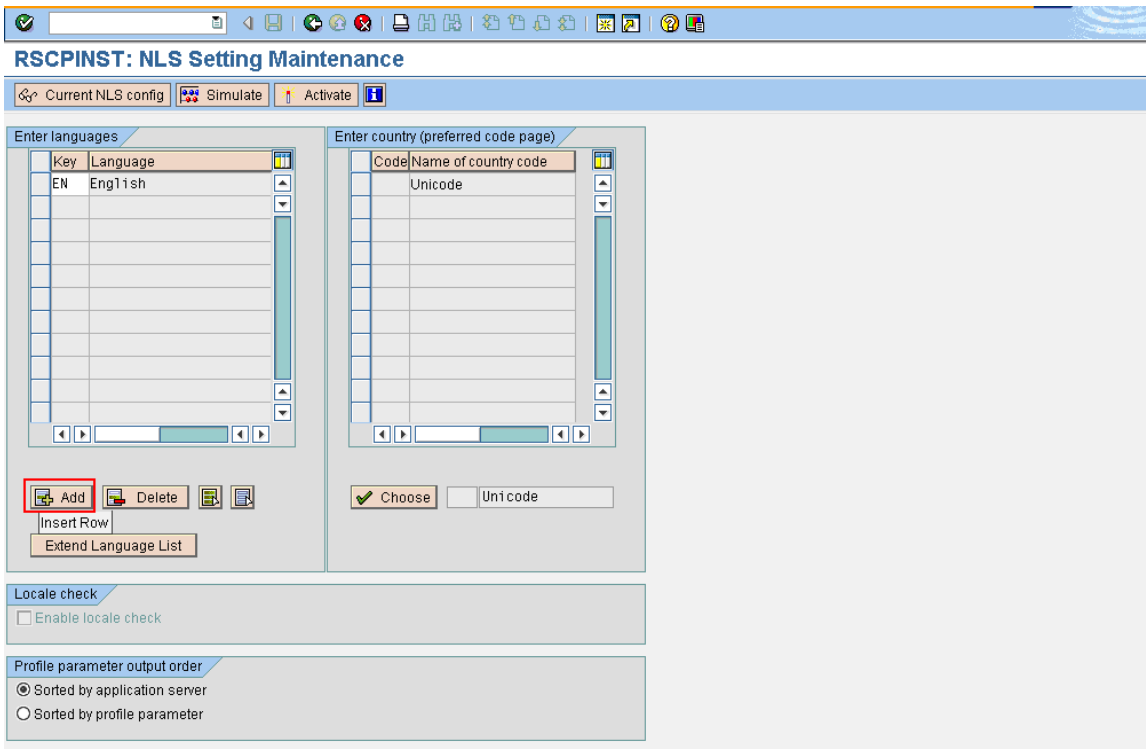 RSCPINST: NLS Setting Maintenance
Current NLS config Simulate Activate
Enter languages
Key Language
EN English
Add Delete
Insert Row
Extend Language List
Enter country (preferred code page)
Code Name of country code
Unicode
Choose Unicode
Locale check
Enable locale check
Profile parameter output order
Sorted by application server
Sorted by profile parameter